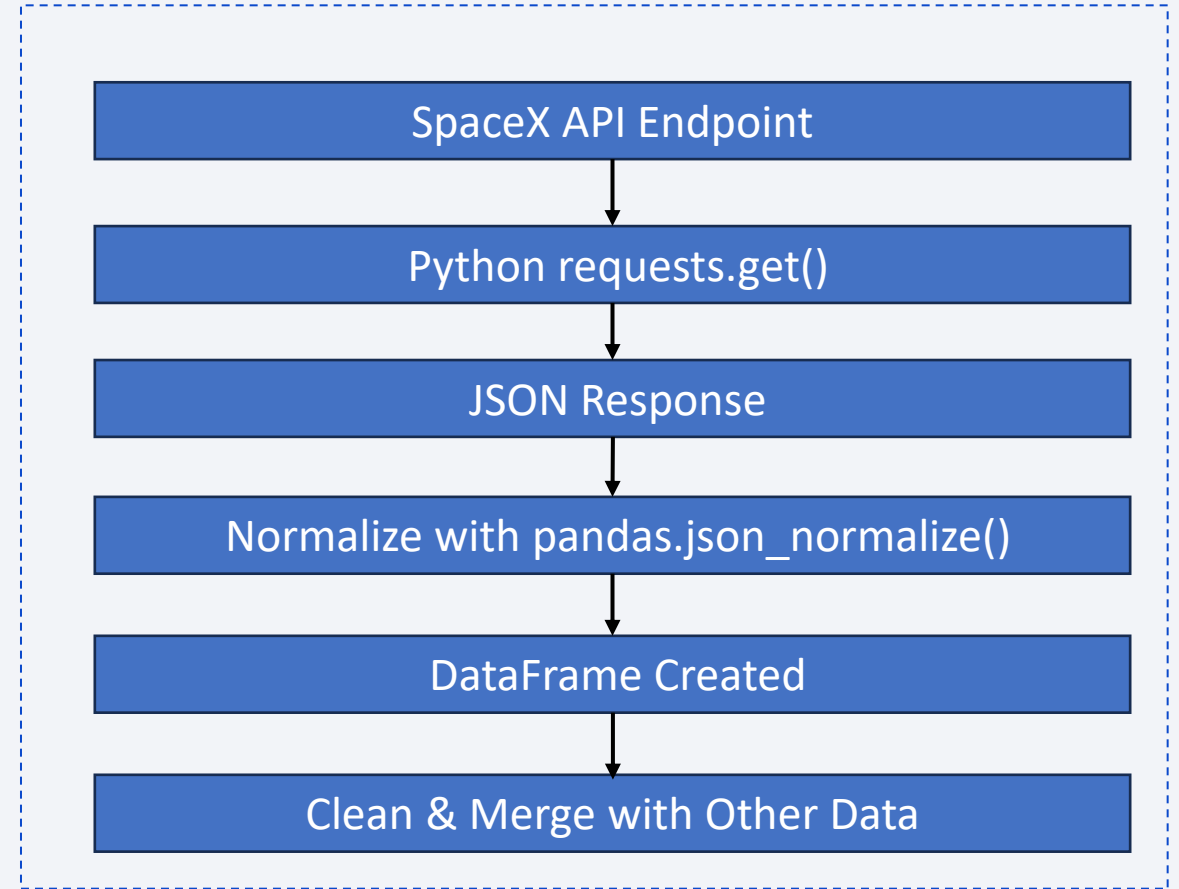 SpaceX API Endpoint
Python requests.get()
JSON Response
Normalize with pandas.json_normalize()
DataFrame Created
Clean & Merge with Other Data